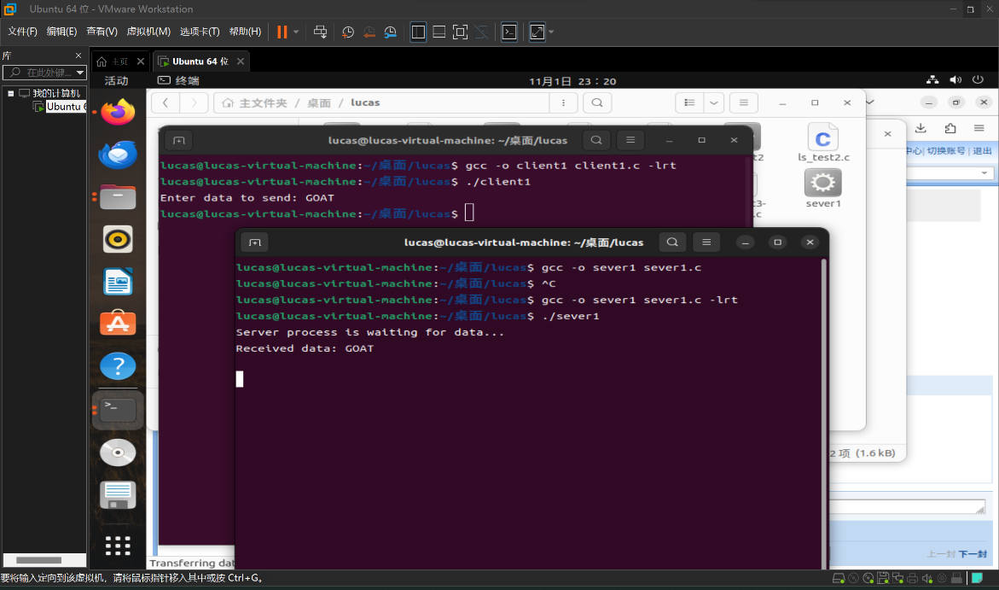 Ubuntu 64 位 - VMware Workstation
文件(F) 编辑(E) 查看(V) 虚拟机(M) 选项卡(T) 帮助(H)
库
在此处键...
我的计算机
Ubuntu 6
主页
Ubuntu 64 位
活动
终端
11月1日 23：20
主文件夹 / 桌面 / lucas
t2
ls_test2.c
t3-
.c
sever1
中心| 切换账号 | 退出
lucas@lucas-virtual-machine: ~/桌面/lucas
lucas@lucas-virtual-machine:~/桌面/lucas$ gcc -o client1 client1.c -lrt
lucas@lucas-virtual-machine:~/桌面/lucas$ ./client1
Enter data to send: GOAT
lucas@lucas-virtual-machine:~/桌面/lucas$
lucas@lucas-virtual-machine: ~/桌面/lucas
lucas@lucas-virtual-machine:~/桌面/lucas$ gcc -o sever1 sever1.c
lucas@lucas-virtual-machine:~/桌面/lucas$ ^C
lucas@lucas-virtual-machine:~/桌面/lucas$ gcc -o sever1 sever1.c -lrt
lucas@lucas-virtual-machine:~/桌面/lucas$ ./sever1
Server process is waiting for data...
Received data: GOAT
2 项 (1.6 kB)
上一封 下一封
Transferring dat
要将输入定向到该虚拟机，请将鼠标指针移入其中或按 Ctrl+G。